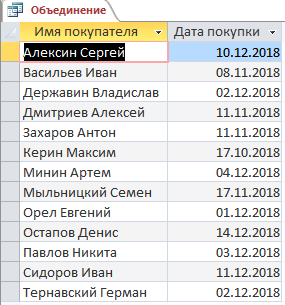 Объединение
Имя покупателя Дата покупки
Алексин Сергей 10.12.2018
Васильев Иван 08.11.2018
Державин Владислав 02.12.2018
Дмитриев Алексей 11.11.2018
Захаров Антон 11.11.2018
Керин Максим 17.10.2018
Минин Артем 04.12.2018
Мыльницкий Семен 17.11.2018
Орел Евгений 01.12.2018
Остапов Денис 14.12.2018
Павлов Никита 03.12.2018
Сидоров Иван 11.12.2018
Тернавский Герман 02.12.2018